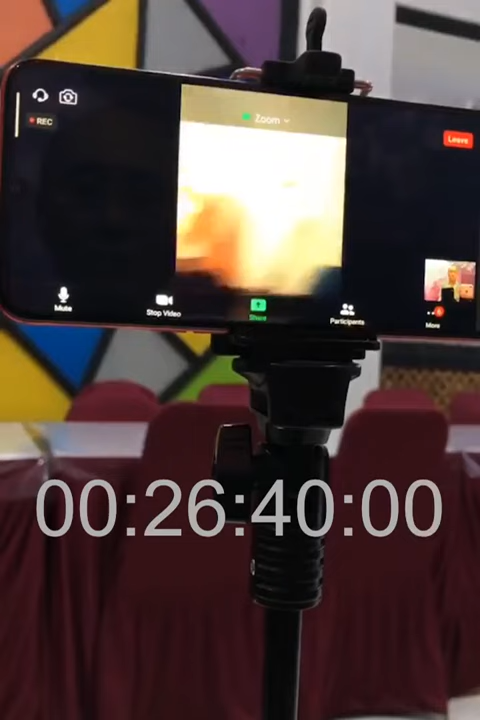 Zoom
REC
Leave
Mute
Stop Video
Share
Participants
More
00:26:40:00